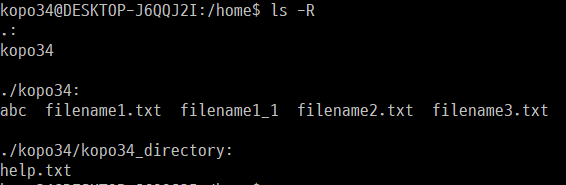 kopo34@DESKTOP-J6QQJ2I:/home$ ls -R
.:
kopo34

./kopo34:
abc  filename1.txt  filename1_1  filename2.txt  filename3.txt

./kopo34/kopo34_directory:
help.txt